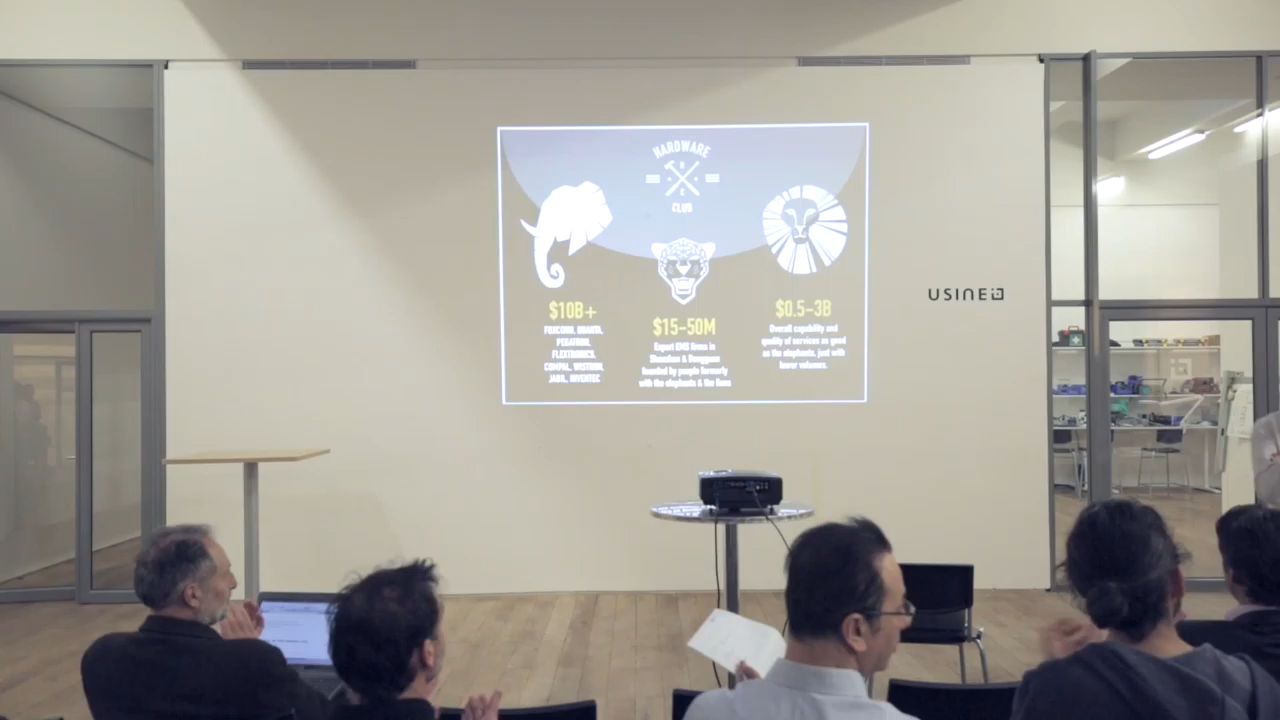 HARDWARE
CLUB
$10B+
FOXCONN, QUANTA,
PEGATRON,
FLEXTRONICS,
COMPAL, WISTRON,
JABIL, INVENTEC
$15-50M
Expert EMS firms in
Shenzhen & Dongguan
founded by people formerly
with the elephants & the lions
$0.5-3B
Overall capability and
quality of services as good
as the elephants, just with
lower volumes.
USINE